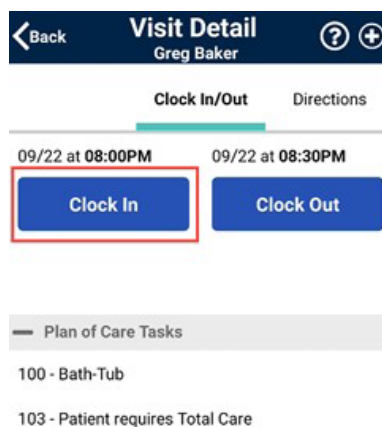 Back Visit Detail ?
Greg Baker
Clock In/Out Directions
09/22 at 08:00PM 09/22 at 08:30PM
Clock In Clock Out
Plan of Care Tasks
100 - Bath-Tub
103 - Patient requires Total Care